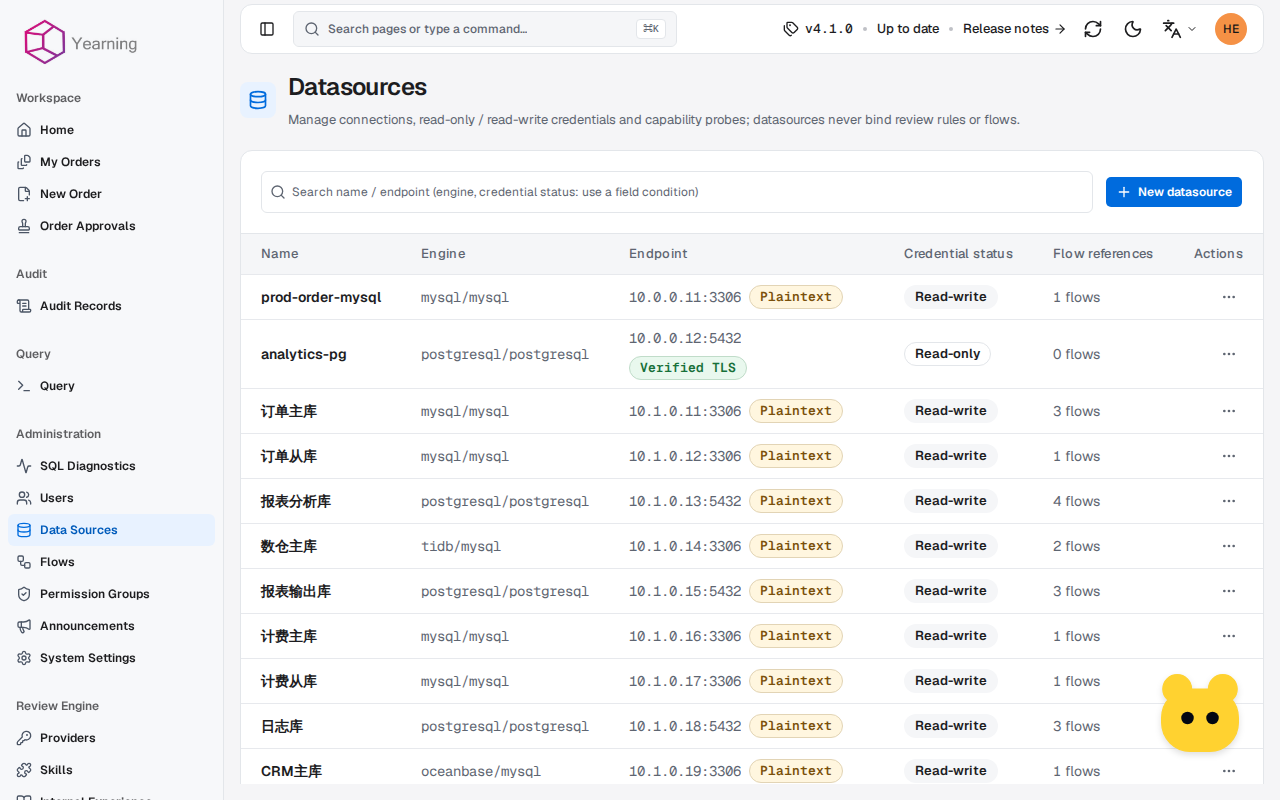 Yearning
Search pages or type a command...
⌘K
v4.1.0
Up to date
Release notes
HE
Workspace
Home
My Orders
New Order
Order Approvals
Audit
Audit Records
Query
Query
Administration
SQL Diagnostics
Users
Data Sources
Flows
Permission Groups
Announcements
System Settings
Review Engine
Providers
Skills
Datasources
Manage connections, read-only / read-write credentials and capability probes; datasources never bind review rules or flows.
Search name / endpoint (engine, credential status: use a field condition)
New datasource
Name Engine Endpoint Credential status Flow references Actions
prod-order-mysql mysql/mysql 10.0.0.11:3306 Plaintext Read-write 1 flows
analytics-pg postgresql/postgresql 10.0.0.12:5432 Verified TLS Read-only 0 flows
订单主库 mysql/mysql 10.1.0.11:3306 Plaintext Read-write 3 flows
订单从库 mysql/mysql 10.1.0.12:3306 Plaintext Read-write 1 flows
报表分析库 postgresql/postgresql 10.1.0.13:5432 Plaintext Read-write 4 flows
数仓主库 tidb/mysql 10.1.0.14:3306 Plaintext Read-write 2 flows
报表输出库 postgresql/postgresql 10.1.0.15:5432 Plaintext Read-write 3 flows
计费主库 mysql/mysql 10.1.0.16:3306 Plaintext Read-write 1 flows
计费从库 mysql/mysql 10.1.0.17:3306 Plaintext Read-write 1 flows
日志库 postgresql/postgresql 10.1.0.18:5432 Plaintext Read-write 3 flows
CRM主库 oceanbase/mysql 10.1.0.19:3306 Plaintext Read-write 1 flows